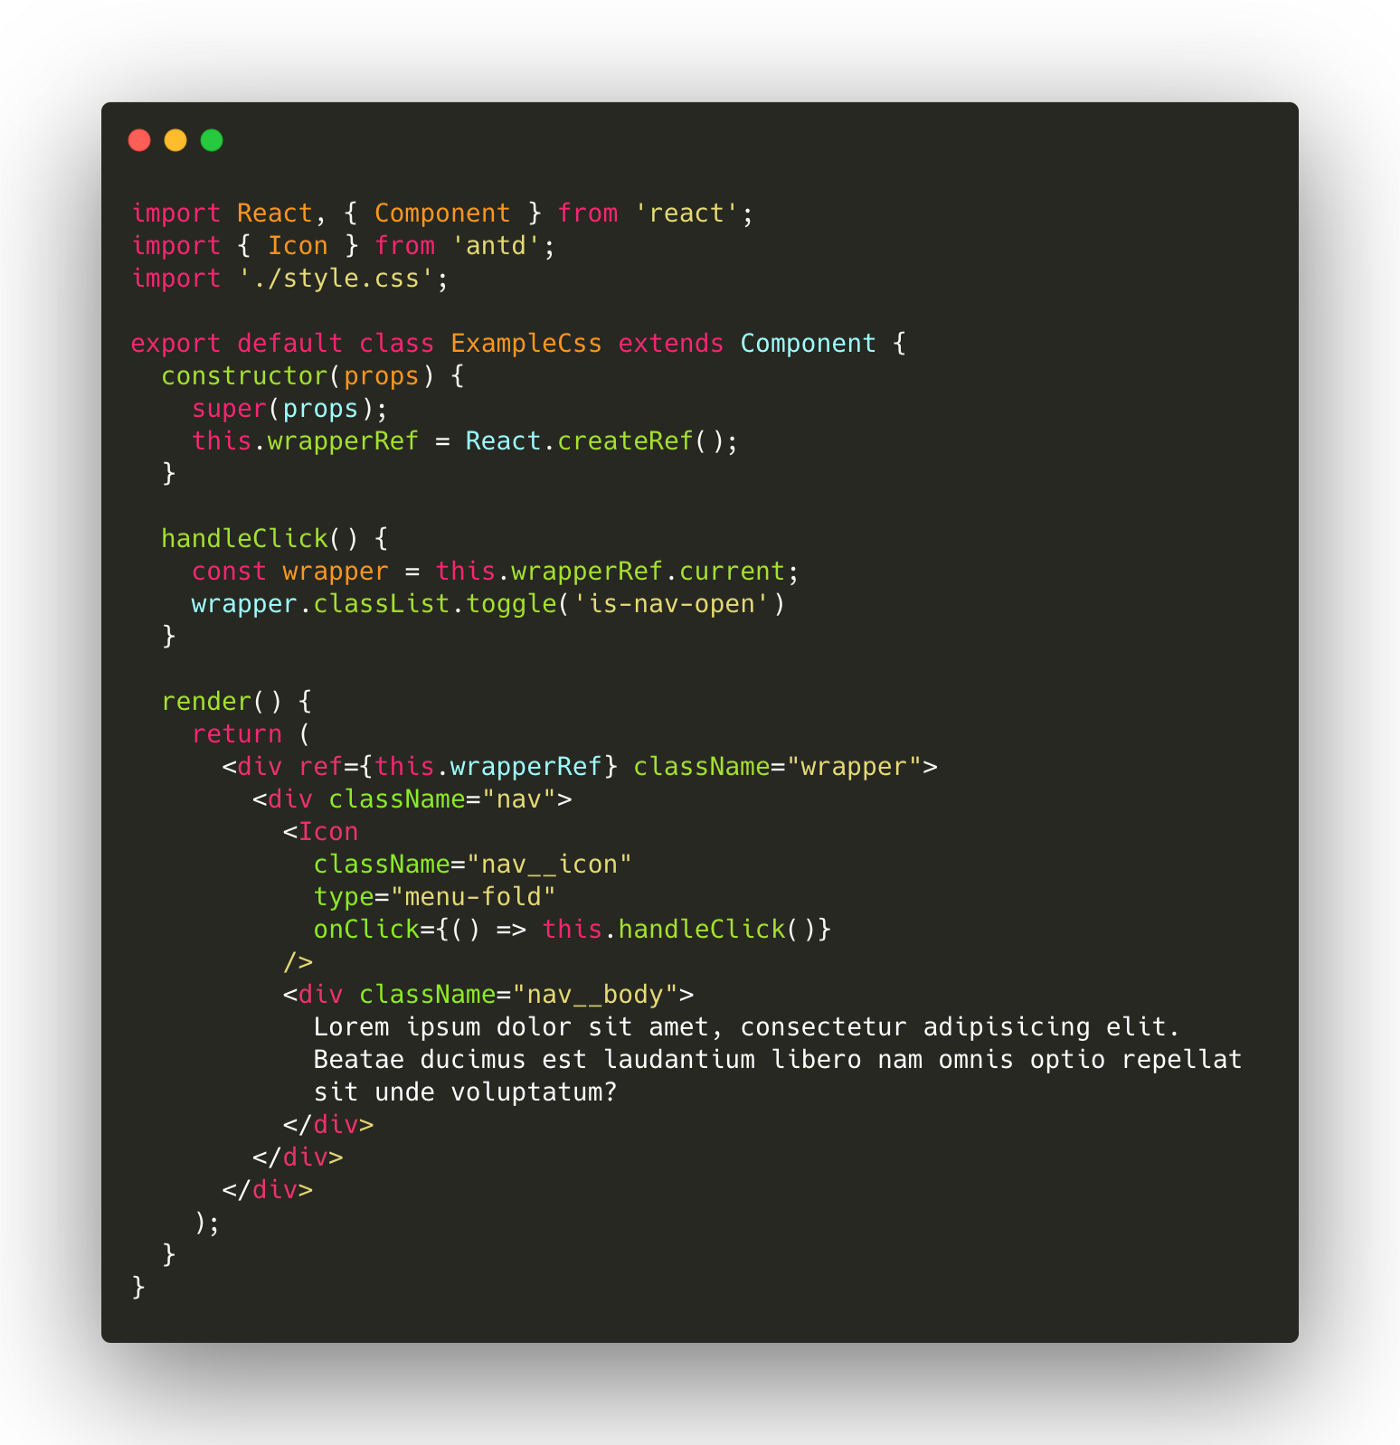 import React, { Component } from 'react';
import { Icon } from 'antd';
import './style.css';

export default class ExampleCss extends Component {
  constructor(props) {
    super(props);
    this.wrapperRef = React.createRef();
  }

  handleClick() {
    const wrapper = this.wrapperRef.current;
    wrapper.classList.toggle('is-nav-open')
  }

  render() {
    return (
      <div ref={this.wrapperRef} className="wrapper">
        <div className="nav">
          <Icon
            className="nav__icon"
            type="menu-fold"
            onClick={() => this.handleClick()}
          />
          <div className="nav__body">
            Lorem ipsum dolor sit amet, consectetur adipisicing elit.
            Beatae ducimus est laudantium libero nam omnis optio repellat
            sit unde voluptatum?
          </div>
        </div>
      </div>
    );
  }
}